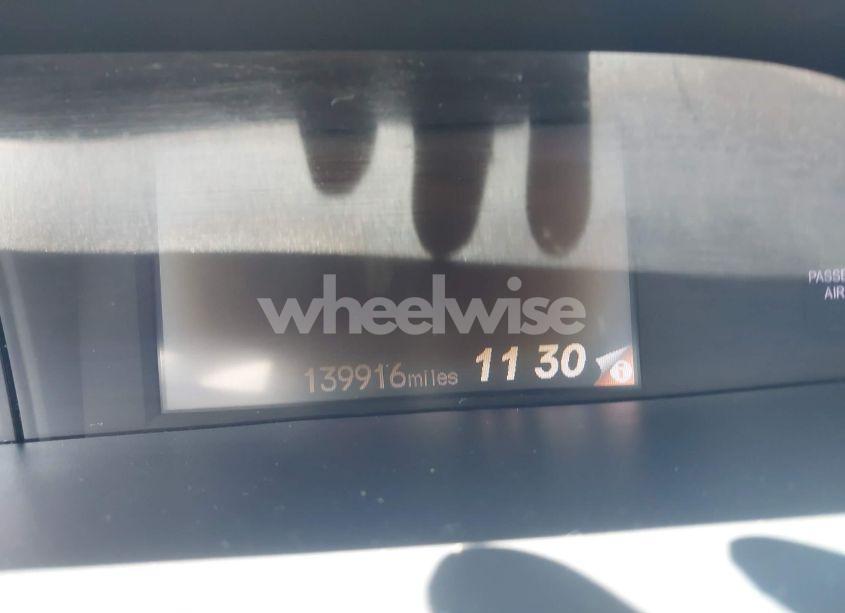 PASSE
AIR
wheelwise
139916miles 11 30
i